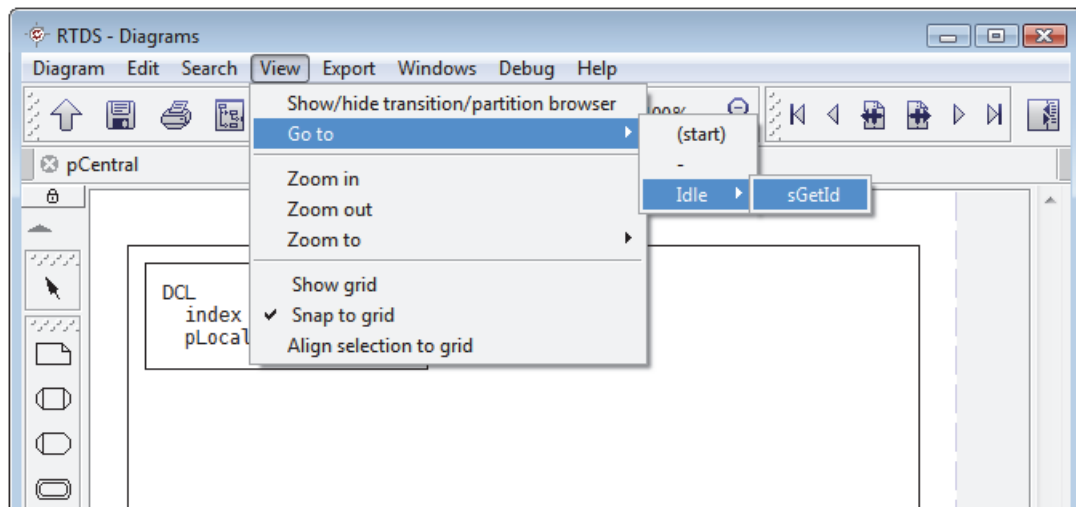 RTDS - Diagrams
Diagram Edit Search View Export Windows Debug Help
Show/hide transition/partition browser
Go to
(start)
-
Idle
sGetId
pCentral
Zoom in
Zoom out
Zoom to
Show grid
Snap to grid
Align selection to grid
DCL
index
pLocal